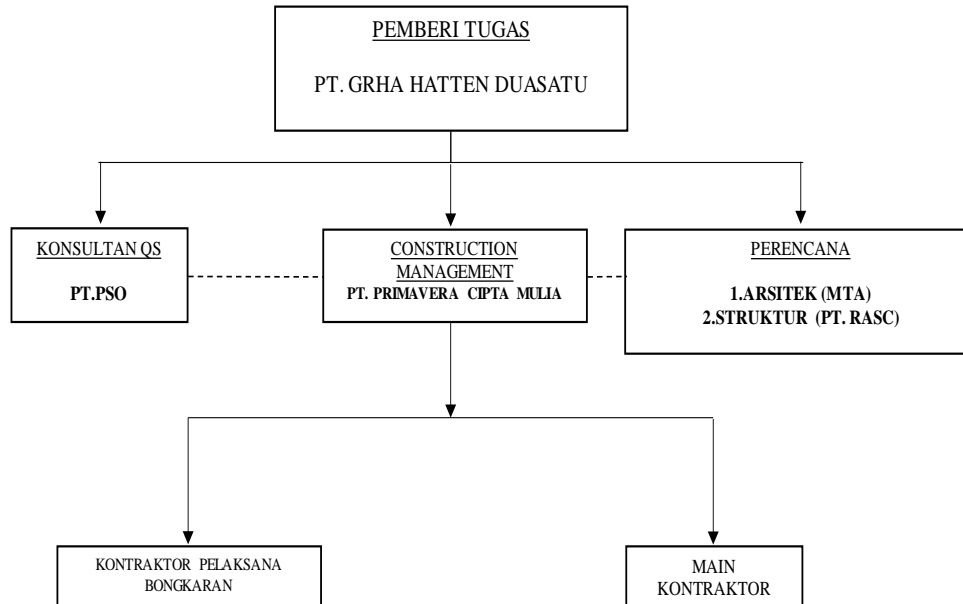 PEMBERI TUGAS
PT. GRHA HATTEN DUASATU
KONSULTAN QS
PT.PSO
CONSTRUCTION
MANAGEMENT
PT. PRIMAVERA CIPTA MULIA
PERENCANA
1.ARSITEK (MTA)
2.STRUKTUR (PT. RASC)
KONTRAKTOR PELAKSANA
BONGKARAN
MAIN
KONTRAKTOR